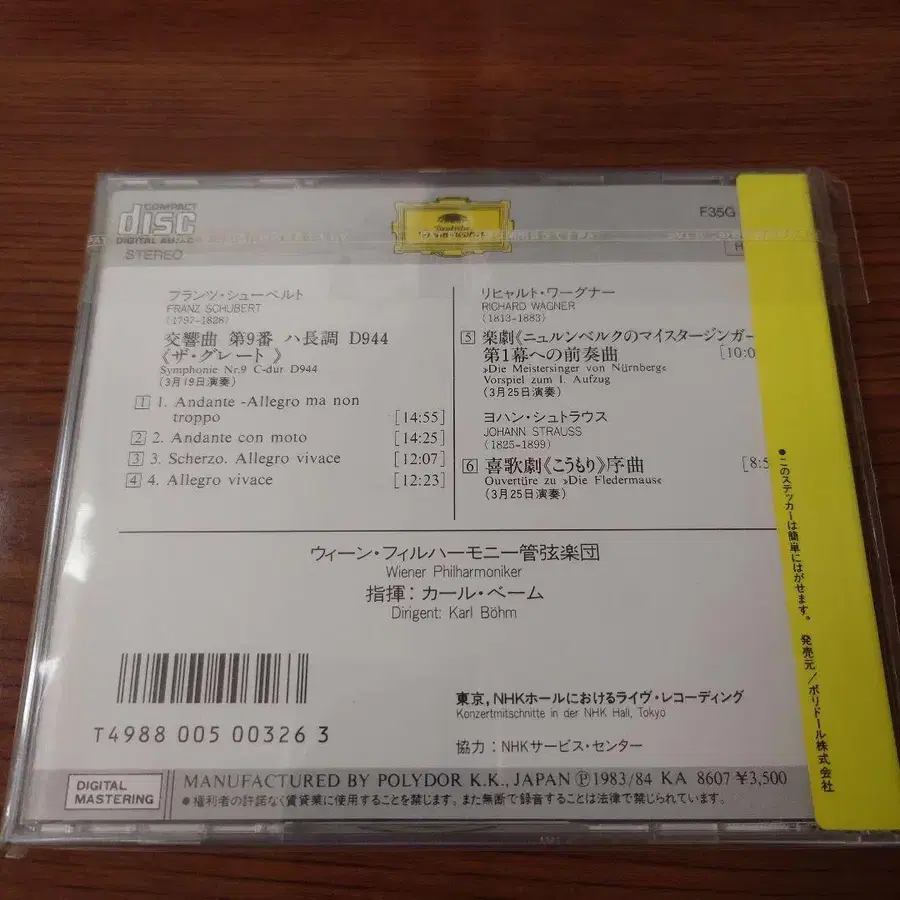 COMPACT
disc
DIGITAL AUDIO
STEREO
Deutsche
Grammophon
F35G
フランツ・シューベルト
FRANZ SCHUBERT
(1797-1828)
交響曲 第9番 ハ長調 D944
《ザ・グレート 》
Symphonie Nr.9 C-dur D944
(3月19日演奏)
1 1. Andante -Allegro ma non
troppo [14:55]
2 2. Andante con moto [14:25]
3 3. Scherzo. Allegro vivace [12:07]
4 4. Allegro vivace [12:23]
リヒャルト・ワーグナー
RICHARD WAGNER
(1813-1883)
5 楽劇《ニュルンベルクのマイスタージンガー
第1幕への前奏曲 [10:0
»Die Meistersinger von Nürnberg«
Vorspiel zum I. Aufzug
(3月25日演奏)
ヨハン・シュトラウス
JOHANN STRAUSS
(1825-1899)
6 喜歌劇《こうもり》序曲 [8:5
Ouvertüre zu »Die Fledermaus«
(3月25日演奏)
ウィーン・フィルハーモニー管弦楽団
Wiener Philharmoniker
指揮: カール・ベーム
Dirigent: Karl Böhm
T4988 005 00326 3
東京, NHKホールにおけるライヴ・レコーディング
Konzertmitschnitte in der NHK Hall, Tokyo
協力: NHKサービス・センター
DIGITAL
MASTERING
MANUFACTURED BY POLYDOR K.K., JAPAN Ⓟ1983/84 KA 8607 ¥3,500
●権利者の許諾なく賃貸業に使用することを禁じます。また無断で録音することは法律で禁じられています。
●このステッカーは簡単にはがせます。 発売元/ポリドール株式会社